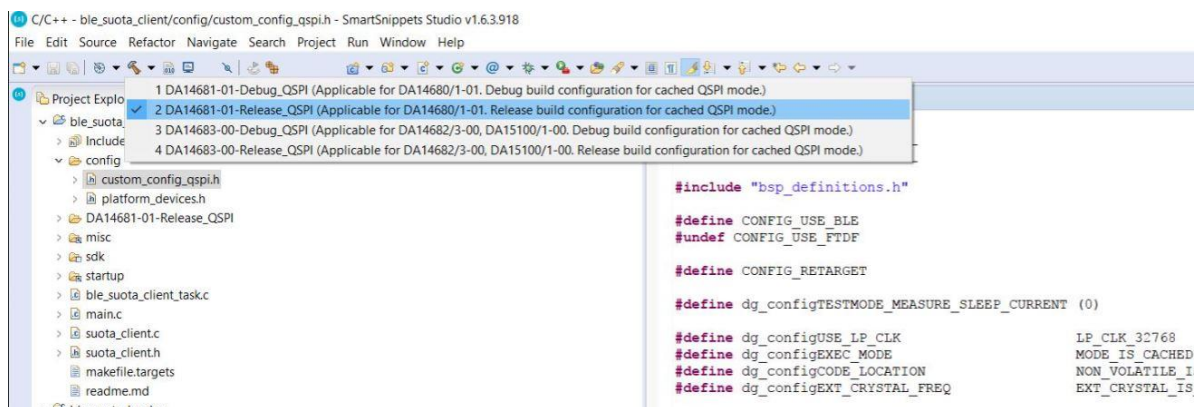 C/C++ - ble_suota_client/config/custom_config_qspi.h - SmartSnippets Studio v1.6.3.918
File Edit Source Refactor Navigate Search Project Run Window Help
1 DA14681-01-Debug_QSPI (Applicable for DA14680/1-01. Debug build configuration for cached QSPI mode.)
2 DA14681-01-Release_QSPI (Applicable for DA14680/1-01. Release build configuration for cached QSPI mode.)
3 DA14683-00-Debug_QSPI (Applicable for DA14682/3-00, DA15100/1-00. Debug build configuration for cached QSPI mode.)
4 DA14683-00-Release_QSPI (Applicable for DA14682/3-00, DA15100/1-00. Release build configuration for cached QSPI mode.)
Project Explo
ble_suota
Include
config
custom_config_qspi.h
platform_devices.h
DA14681-01-Release_QSPI
misc
sdk
startup
ble_suota_client_task.c
main.c
suota_client.c
suota_client.h
makefile.targets
readme.md
#include "bsp_definitions.h"
#define CONFIG_USE_BLE
#undef CONFIG_USE_FTDF
#define CONFIG_RETARGET
#define dg_configTESTMODE_MEASURE_SLEEP_CURRENT (0)
#define dg_configUSE_LP_CLK LP_CLK_32768
#define dg_configEXEC_MODE MODE_IS_CACHED
#define dg_configCODE_LOCATION NON_VOLATILE_I
#define dg_configEXT_CRYSTAL_FREQ EXT_CRYSTAL_IS